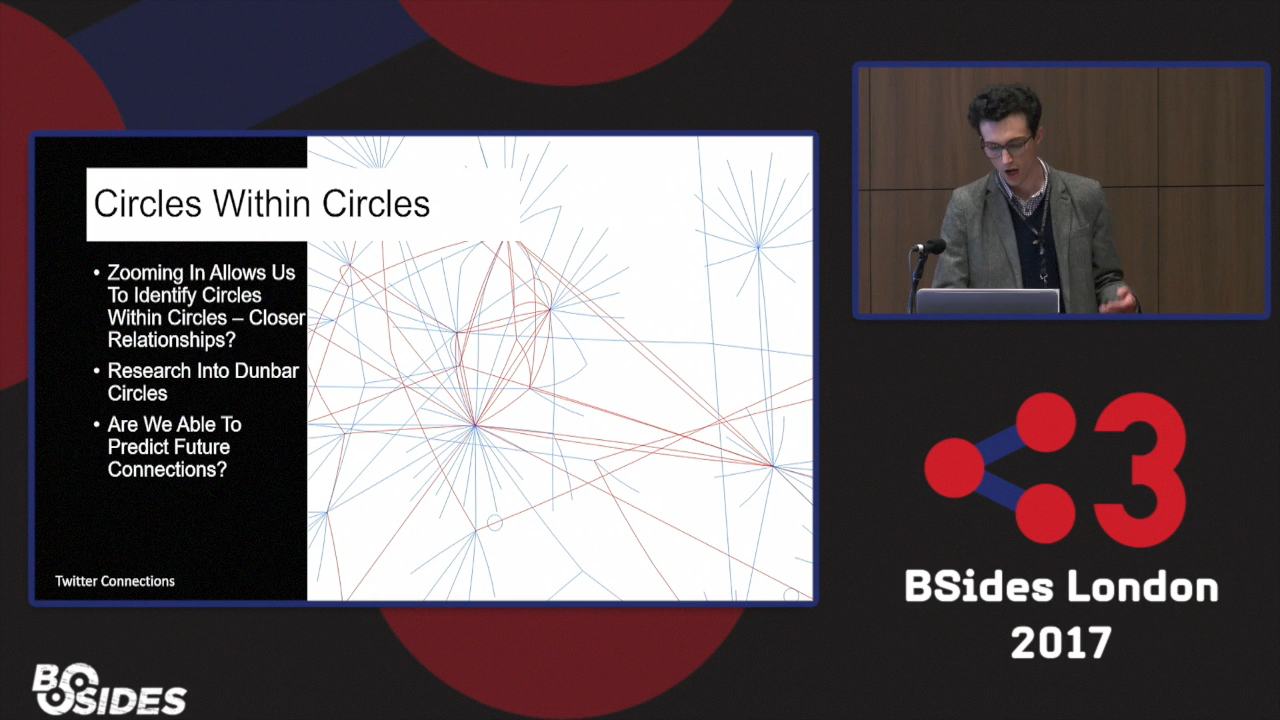 Circles Within Circles
• Zooming In Allows Us
To Identify Circles
Within Circles – Closer
Relationships?
• Research Into Dunbar
Circles
• Are We Able To
Predict Future
Connections?
Twitter Connections
3
BSides London
2017
BSIDES